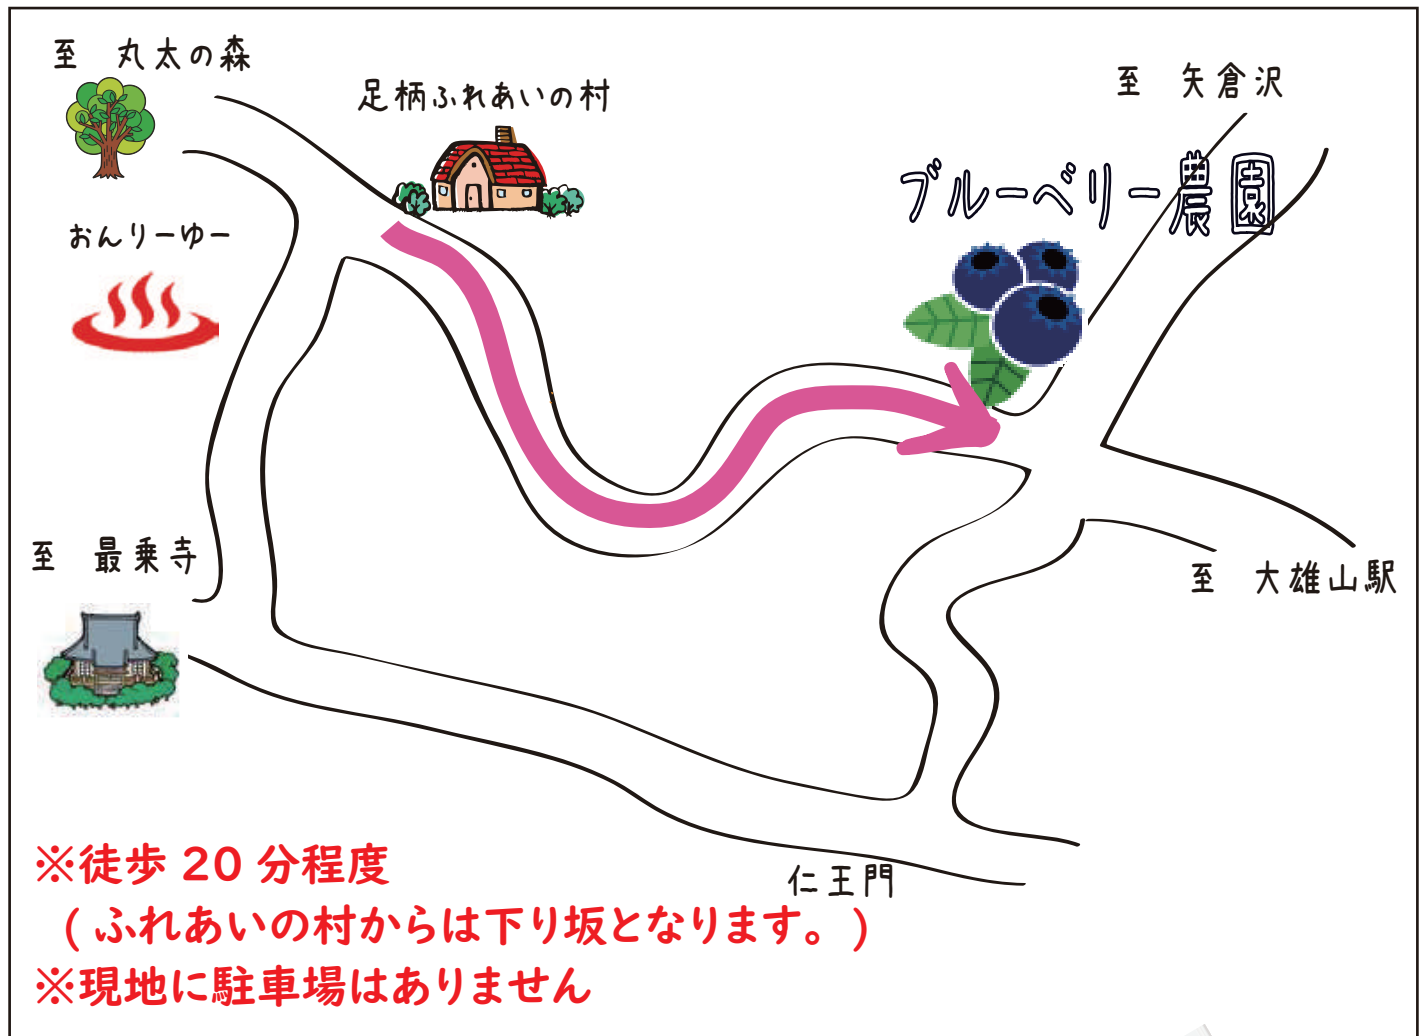 至 丸太の森
足柄ふれあいの村
至 矢倉沢
ブルーベリー農園
おんりーゆー
至 最乗寺
至 大雄山駅
仁王門
※徒歩 20 分程度
( ふれあいの村からは下り坂となります。)
※現地に駐車場はありません